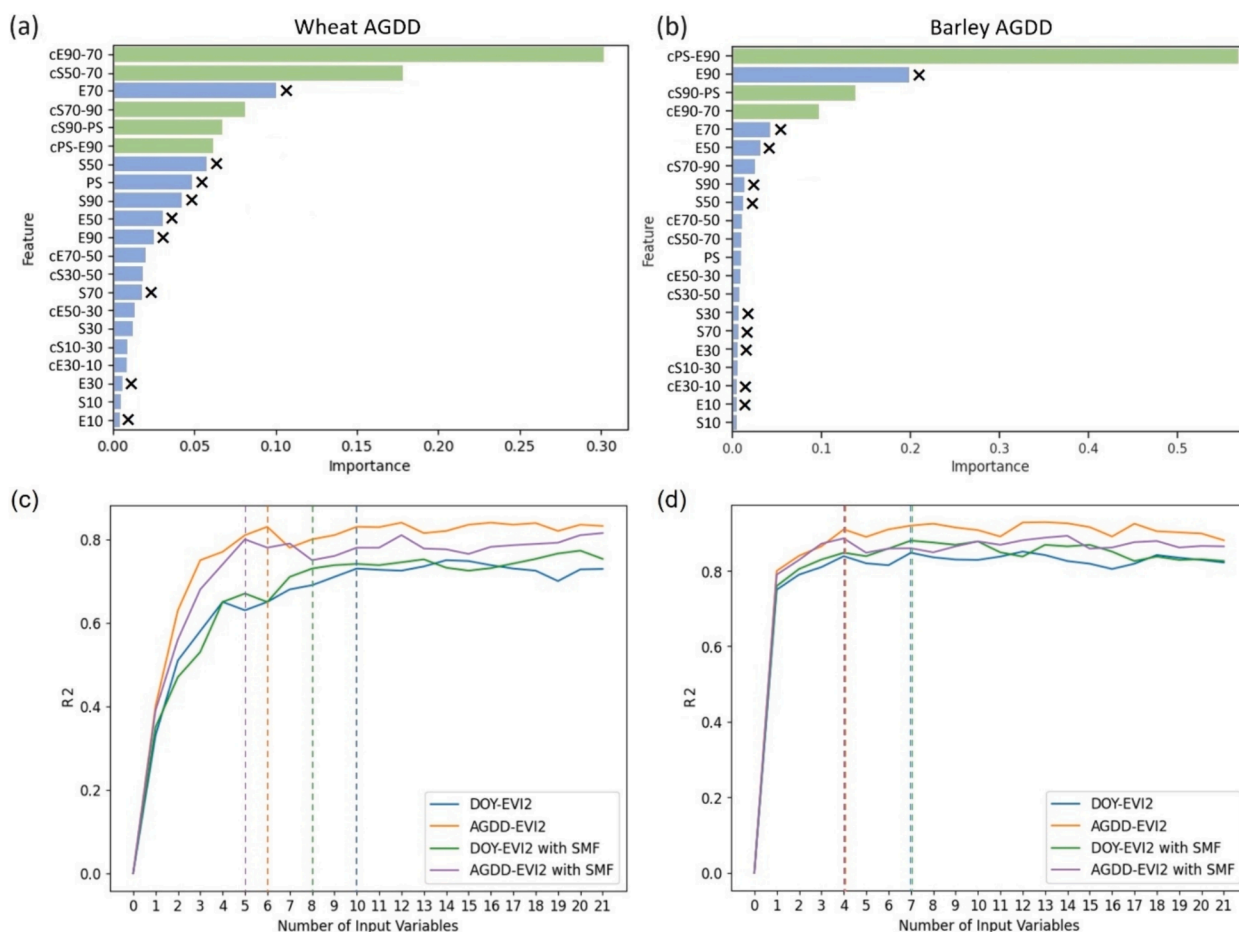 (a)
Wheat AGDD
cE90-70
cS50-70
E70
cS70-90
cS90-PS
cPS-E90
S50
PS
S90
E50
E90
cE70-50
cS30-50
S70
cE50-30
S30
cS10-30
cE30-10
E30
S10
E10
Feature
0.00 0.05 0.10 0.15 0.20 0.25 0.30
Importance
(b)
Barley AGDD
cPS-E90
E90
cS90-PS
cE90-70
E70
E50
cS70-90
S90
S50
cE70-50
cS50-70
PS
cE50-30
cS30-50
S30
S70
E30
cS10-30
cE30-10
E10
S10
Feature
0.0 0.1 0.2 0.3 0.4 0.5
Importance
(c)
0.8
0.6
0.4
0.2
0.0
R2
DOY-EVI2
AGDD-EVI2
DOY-EVI2 with SMF
AGDD-EVI2 with SMF
0 1 2 3 4 5 6 7 8 9 10 11 12 13 14 15 16 17 18 19 20 21
Number of Input Variables
(d)
0.8
0.6
0.4
0.2
0.0
R2
DOY-EVI2
AGDD-EVI2
DOY-EVI2 with SMF
AGDD-EVI2 with SMF
0 1 2 3 4 5 6 7 8 9 10 11 12 13 14 15 16 17 18 19 20 21
Number of Input Variables